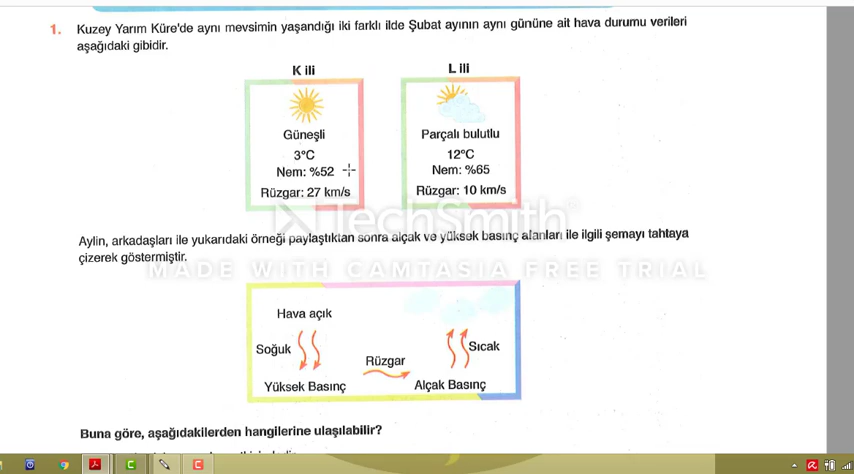 1. Kuzey Yarım Küre'de aynı mevsimin yaşandığı iki farklı ilde Şubat ayının aynı gününe ait hava durumu verileri
aşağıdaki gibidir.
K ili
Güneşli
3°C
Nem: %52
Rüzgar: 27 km/s
L ili
Parçalı bulutlu
12°C
Nem: %65
Rüzgar: 10 km/s
TechSmith
Aylin, arkadaşları ile yukarıdaki örneği paylaştıktan sonra alçak ve yüksek basınç alanları ile ilgili şemayı tahtaya
çizerek göstermiştir.
MADE WITH CAMTASIA FREE TRIAL
Hava açık
Soğuk
Sıcak
Rüzgar
Yüksek Basınç
Alçak Basınç
Buna göre, aşağıdakilerden hangilerine ulaşılabilir?